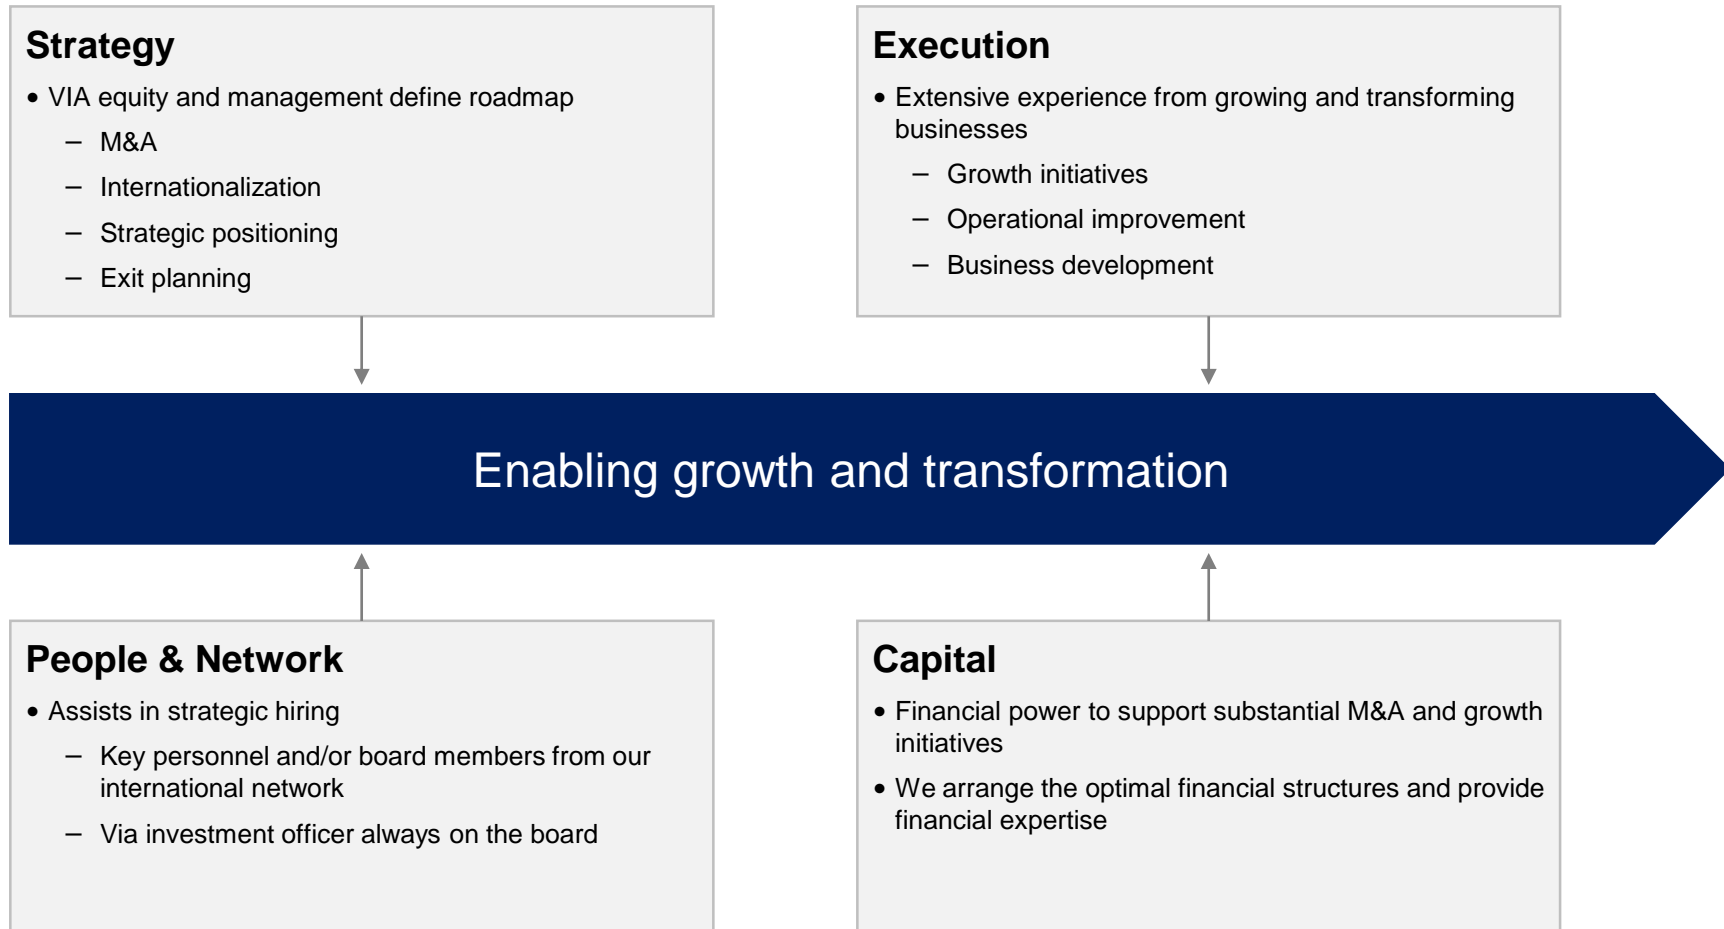 Strategy
• VIA equity and management define roadmap
– M&A
– Internationalization
– Strategic positioning
– Exit planning
Execution
• Extensive experience from growing and transforming
businesses
– Growth initiatives
– Operational improvement
– Business development
Enabling growth and transformation
People & Network
• Assists in strategic hiring
– Key personnel and/or board members from our
international network
– Via investment officer always on the board
Capital
• Financial power to support substantial M&A and growth
initiatives
• We arrange the optimal financial structures and provide
financial expertise